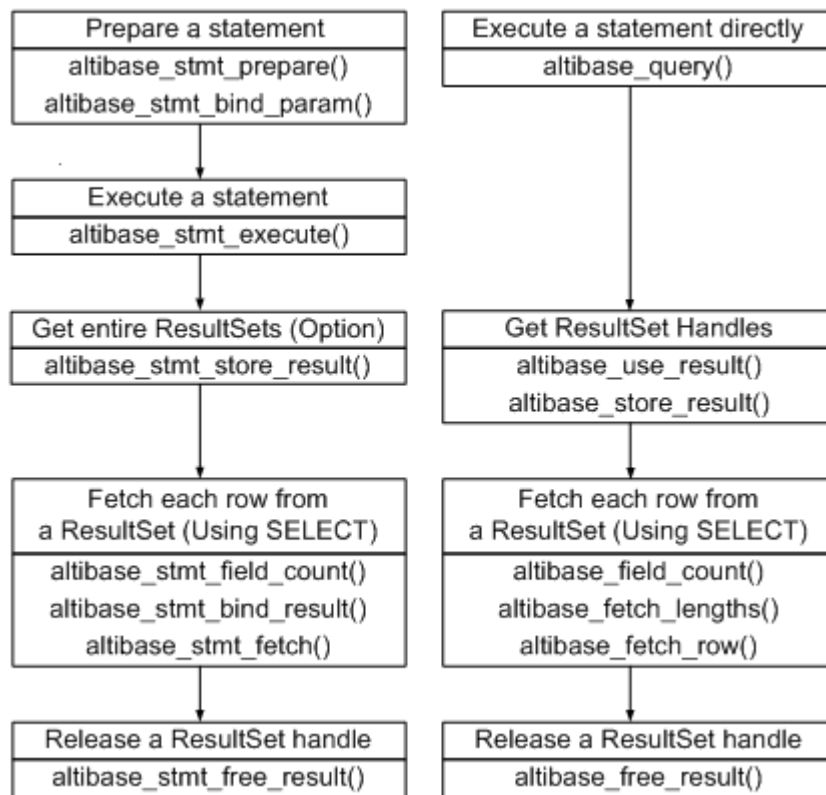 Prepare a statement
altibase_stmt_prepare()
altibase_stmt_bind_param()
Execute a statement
altibase_stmt_execute()
Get entire ResultSets (Option)
altibase_stmt_store_result()
Fetch each row from
a ResultSet (Using SELECT)
altibase_stmt_field_count()
altibase_stmt_bind_result()
altibase_stmt_fetch()
Release a ResultSet handle
altibase_stmt_free_result()
Execute a statement directly
altibase_query()
Get ResultSet Handles
altibase_use_result()
altibase_store_result()
Fetch each row from
a ResultSet (Using SELECT)
altibase_field_count()
altibase_fetch_lengths()
altibase_fetch_row()
Release a ResultSet handle
altibase_free_result()